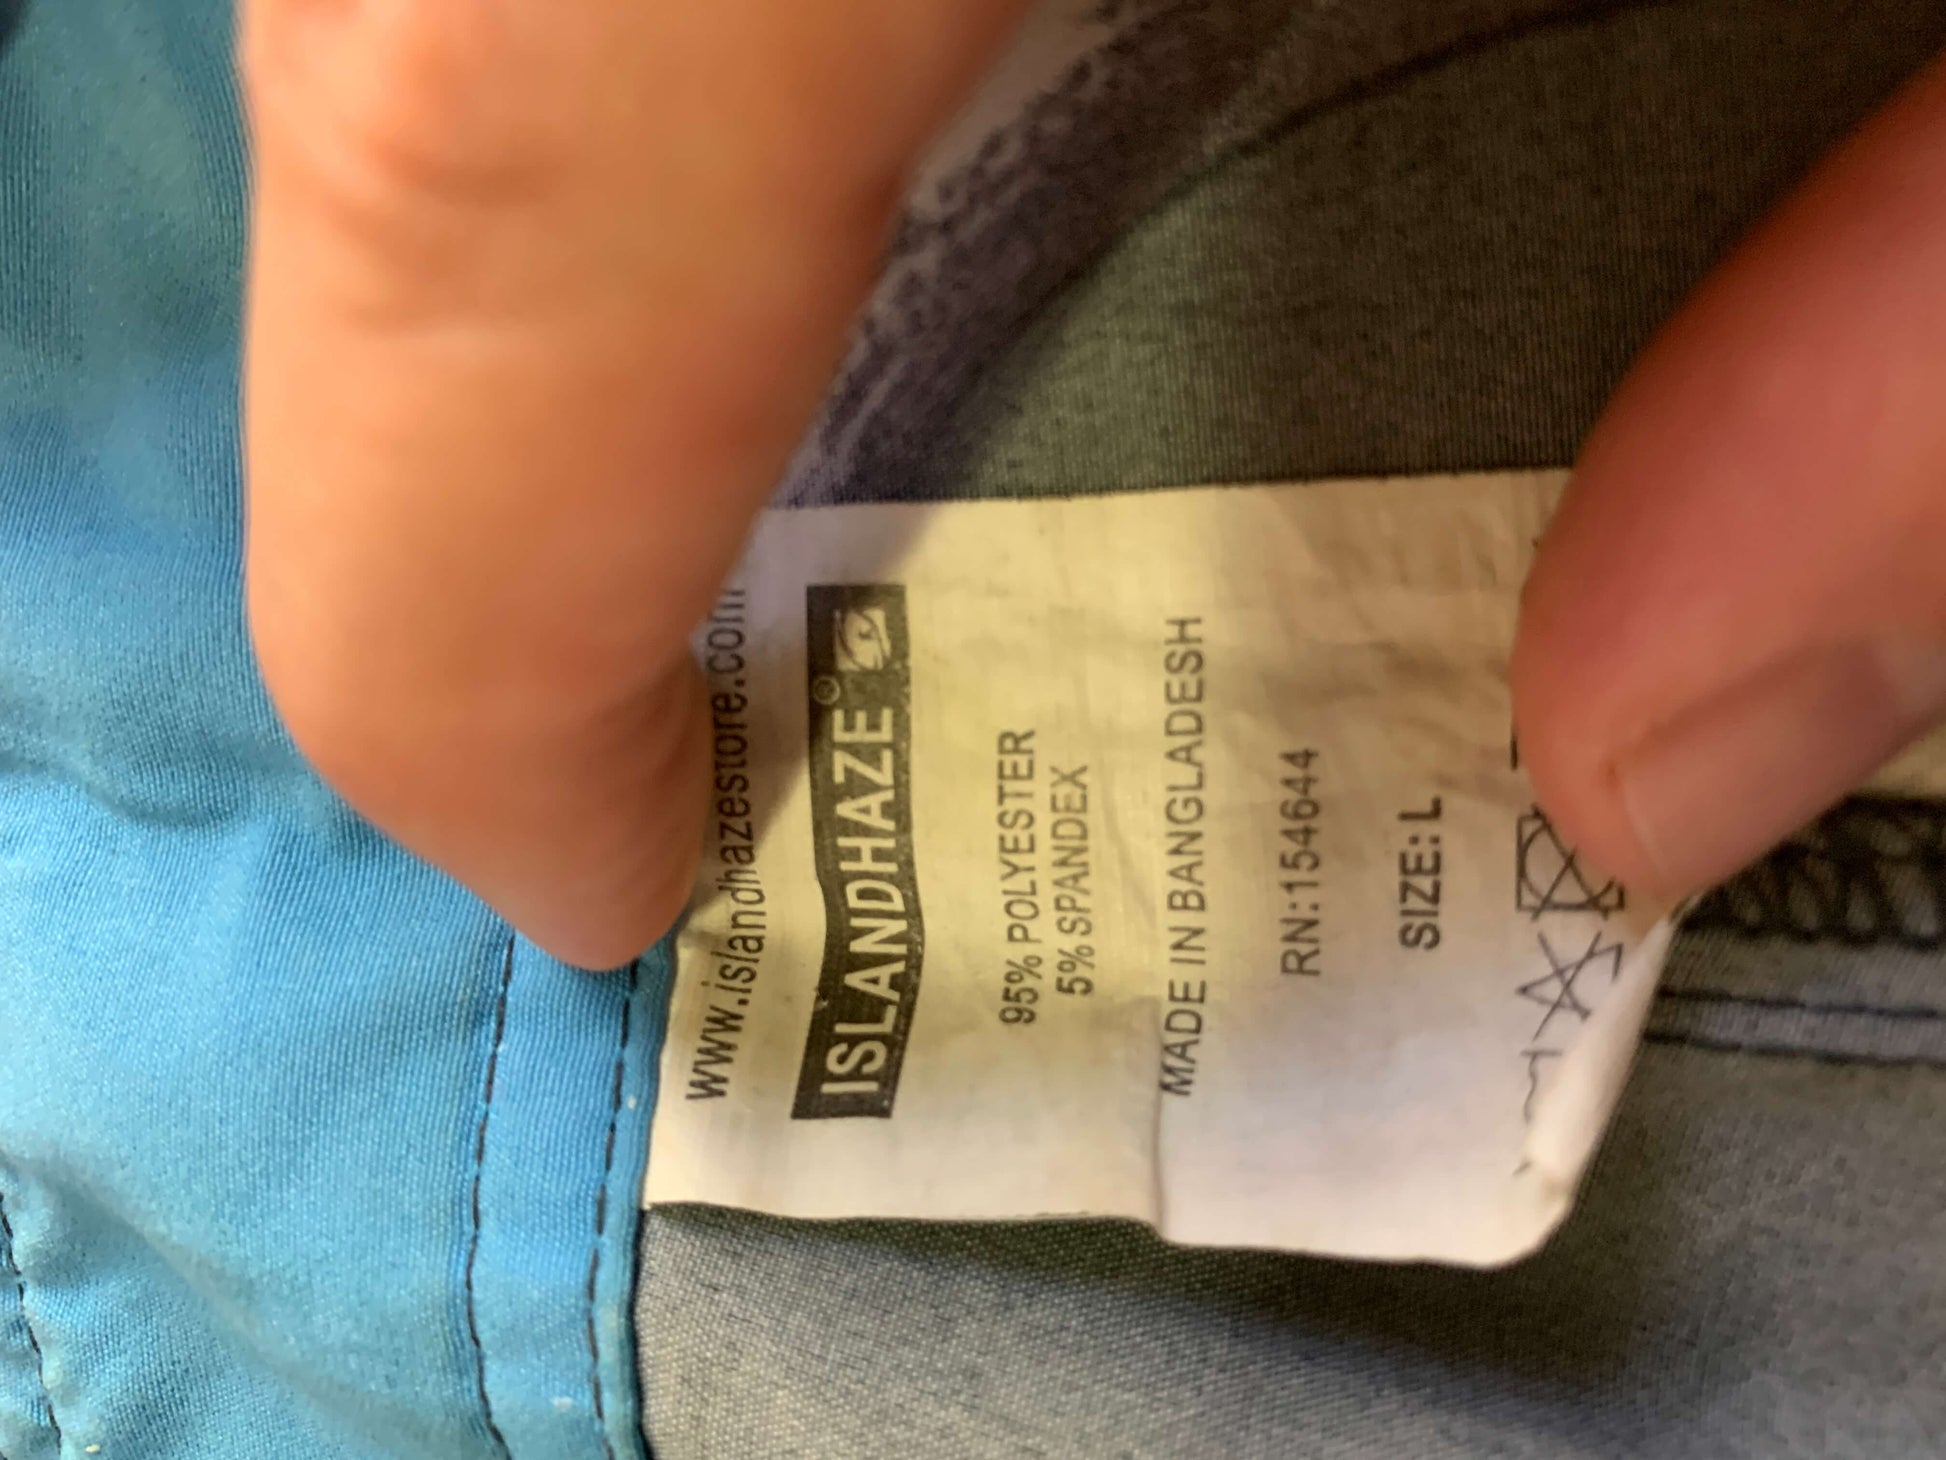 www.islandhazestore.com
ISLANDHAZE®
95% POLYESTER
5% SPANDEX
MADE IN BANGLADESH
RN:154644
SIZE: L